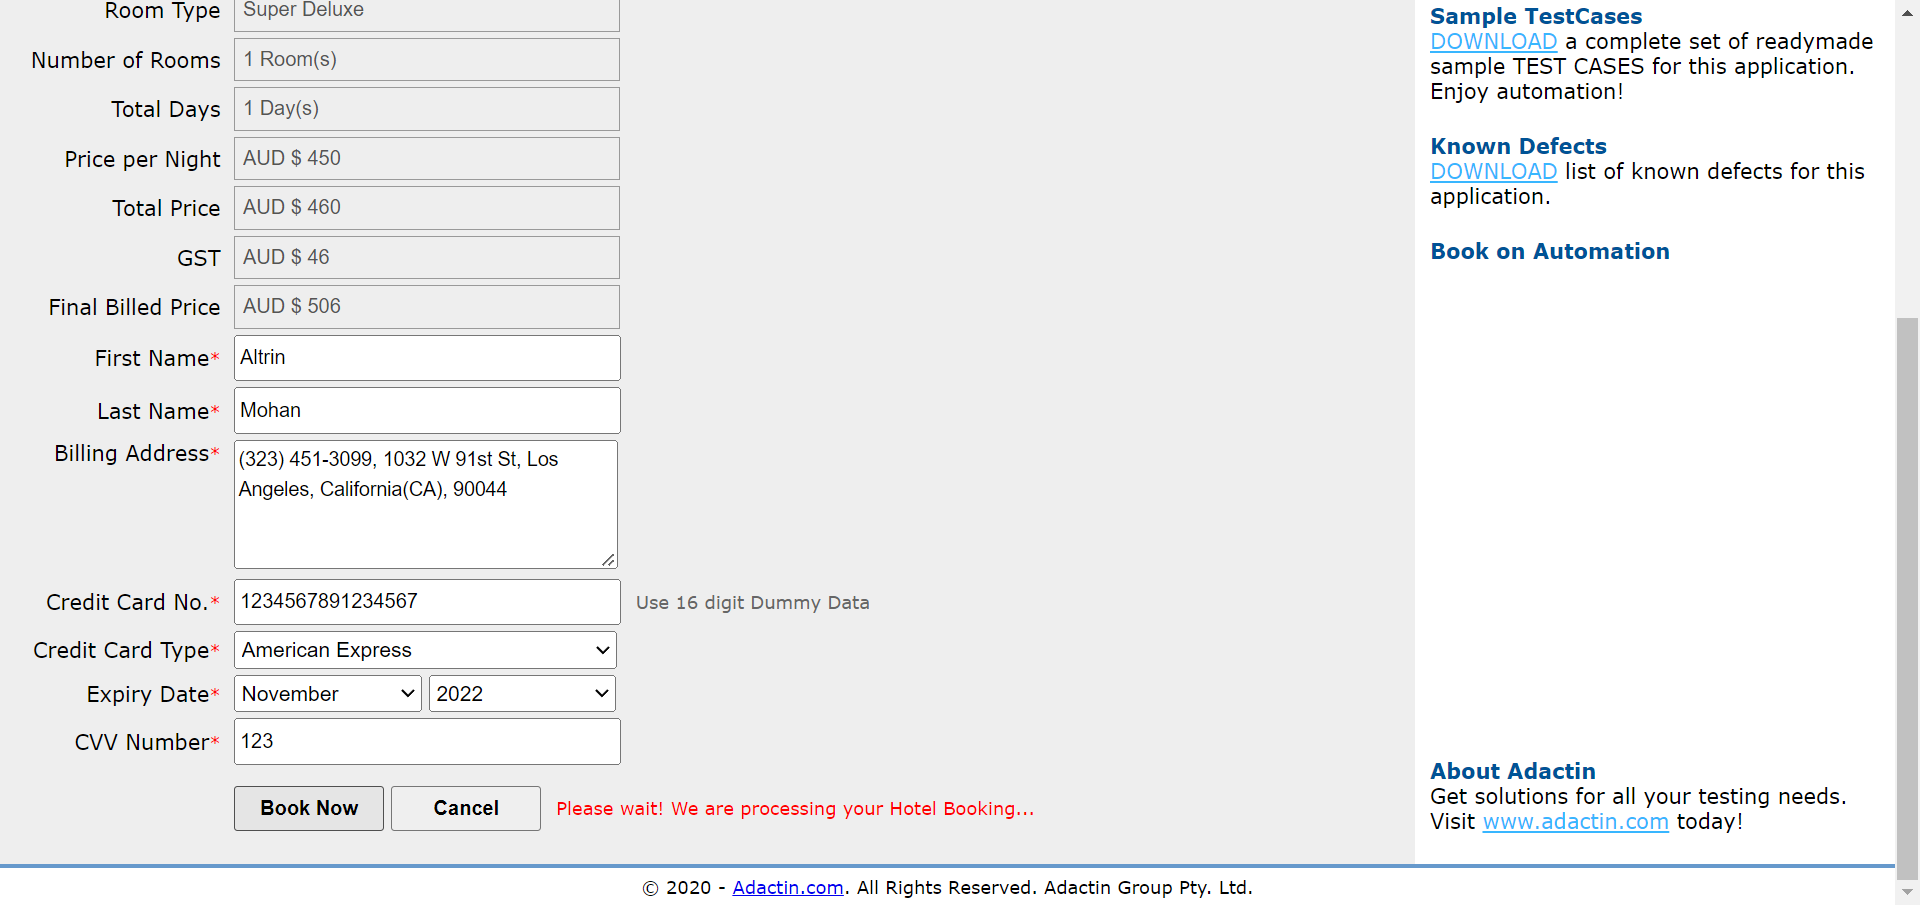 Room Type Super Deluxe
Number of Rooms 1 Room(s)
Total Days 1 Day(s)
Price per Night AUD $ 450
Total Price AUD $ 460
GST AUD $ 46
Final Billed Price AUD $ 506
First Name* Altrin
Last Name* Mohan
Billing Address* (323) 451-3099, 1032 W 91st St, Los
Angeles, California(CA), 90044
Credit Card No.* 1234567891234567 Use 16 digit Dummy Data
Credit Card Type* American Express
Expiry Date* November 2022
CVV Number* 123
Book Now Cancel Please wait! We are processing your Hotel Booking...
Sample TestCases
DOWNLOAD a complete set of readymade
sample TEST CASES for this application.
Enjoy automation!
Known Defects
DOWNLOAD list of known defects for this
application.
Book on Automation
About Adactin
Get solutions for all your testing needs.
Visit www.adactin.com today!
© 2020 - Adactin.com. All Rights Reserved. Adactin Group Pty. Ltd.